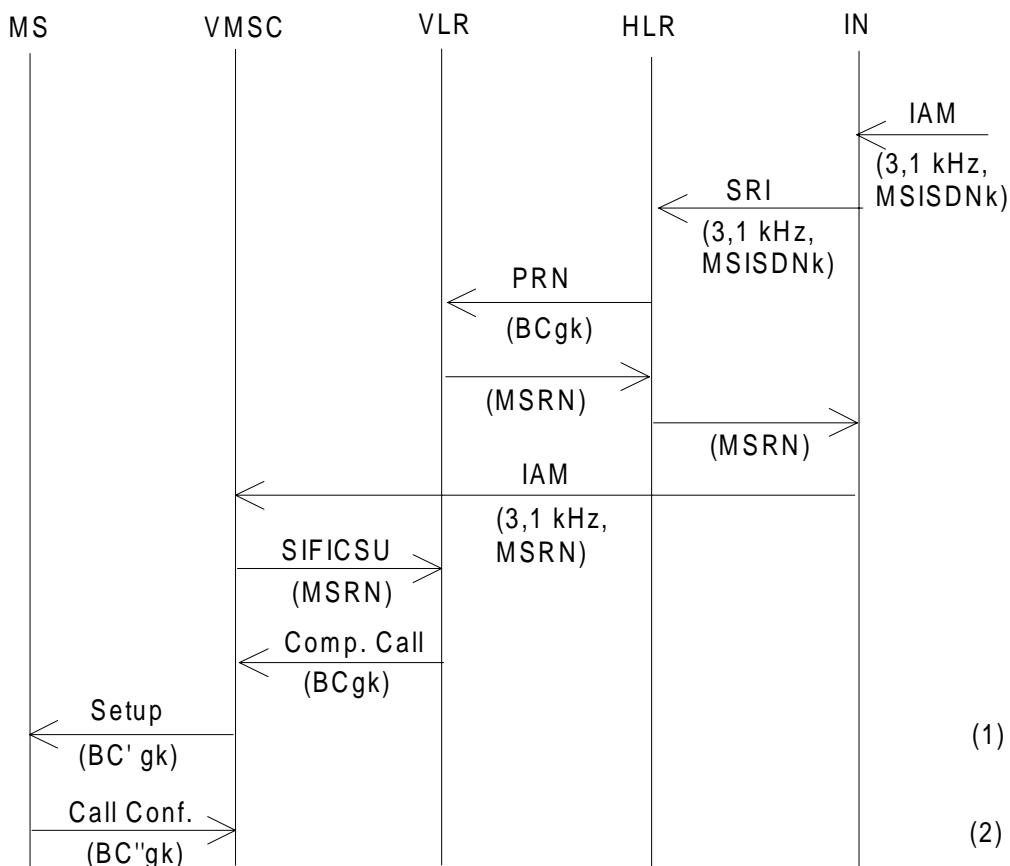 MS VMSC VLR HLR IN
IAM
(3,1 kHz,
MSISDNk)
SRI
(3,1 kHz,
MSISDNk)
PRN
(BCgk)
(MSRN)
(MSRN)
IAM
(3,1 kHz,
MSRN)
SIFICSU
(MSRN)
Comp. Call
(BCgk)
Setup
(BC' gk)
(1)
Call Conf.
(BC''gk)
(2)